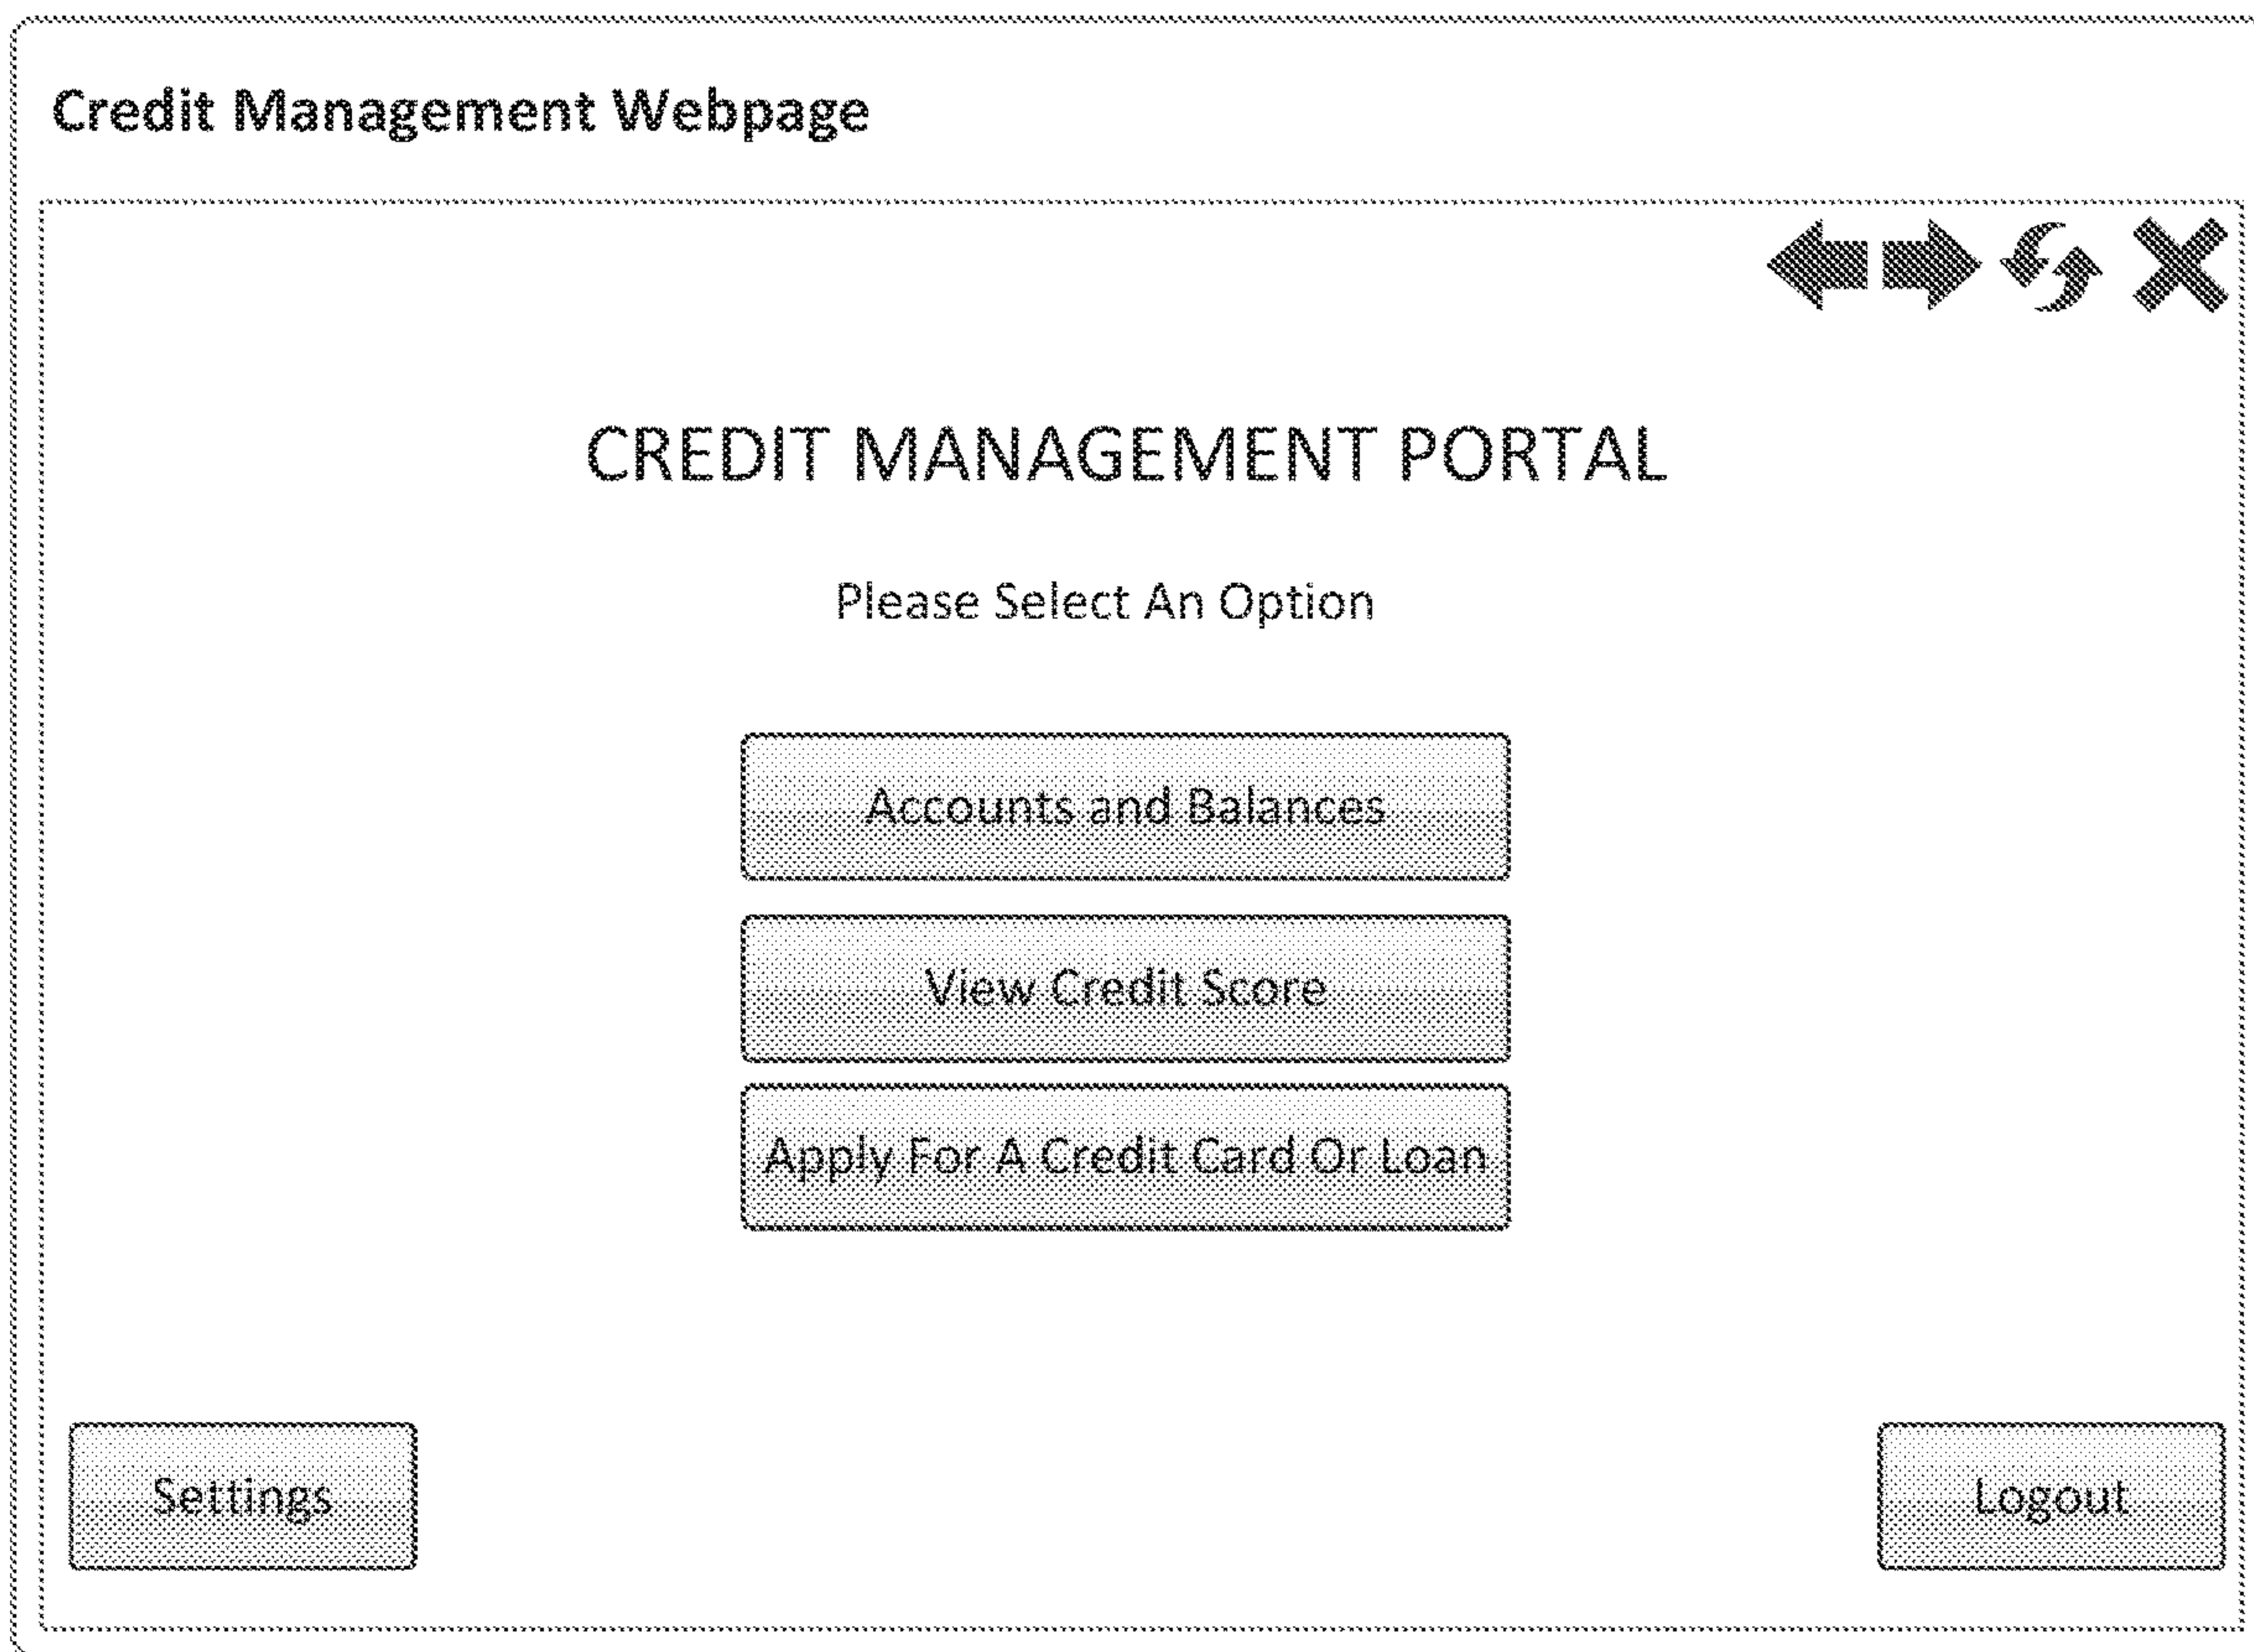 Credit Management Webpage
CREDIT MANAGEMENT PORTAL
Please Select An Option
Accounts and Balances
View Credit Score
Apply For A Credit Card Or Loan
Settings
Logout